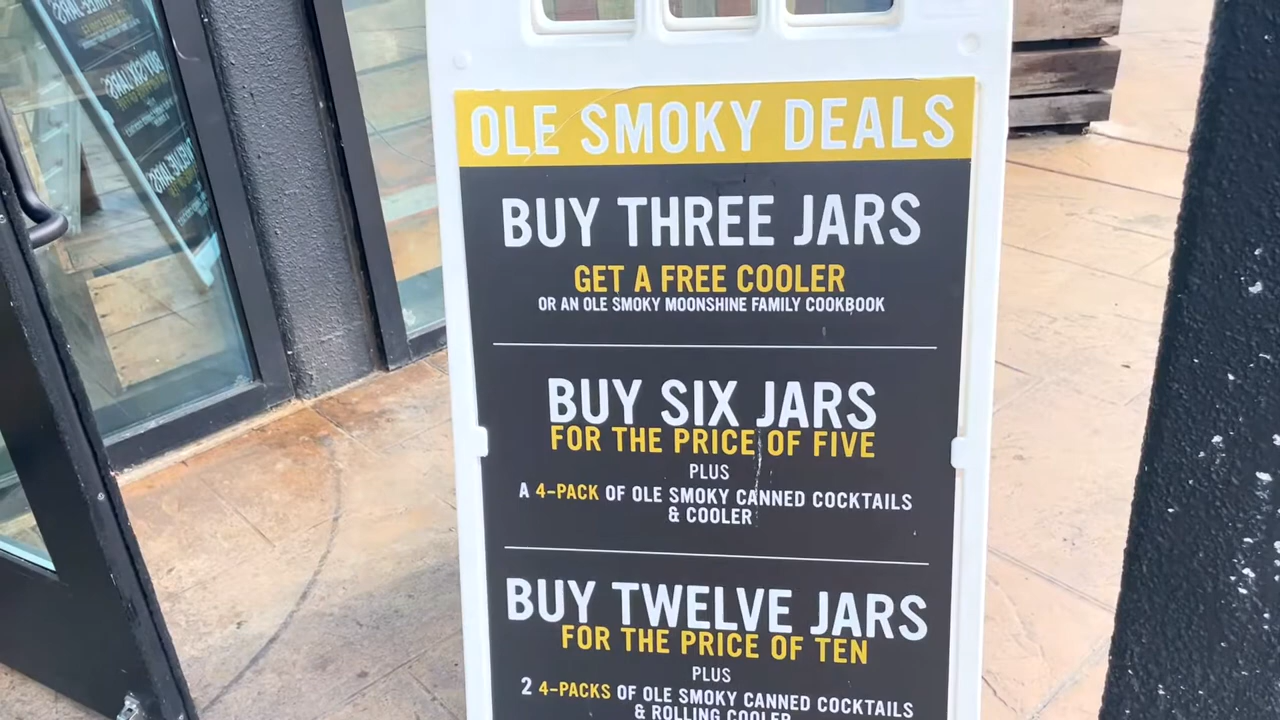 OLE SMOKY DEALS
BUY THREE JARS
GET A FREE COOLER
OR AN OLE SMOKY MOONSHINE FAMILY COOKBOOK
BUY SIX JARS
FOR THE PRICE OF FIVE
PLUS
A 4-PACK OF OLE SMOKY CANNED COCKTAILS
& COOLER
BUY TWELVE JARS
FOR THE PRICE OF TEN
PLUS
2 4-PACKS OF OLE SMOKY CANNED COCKTAILS
& ROLLING COOLER